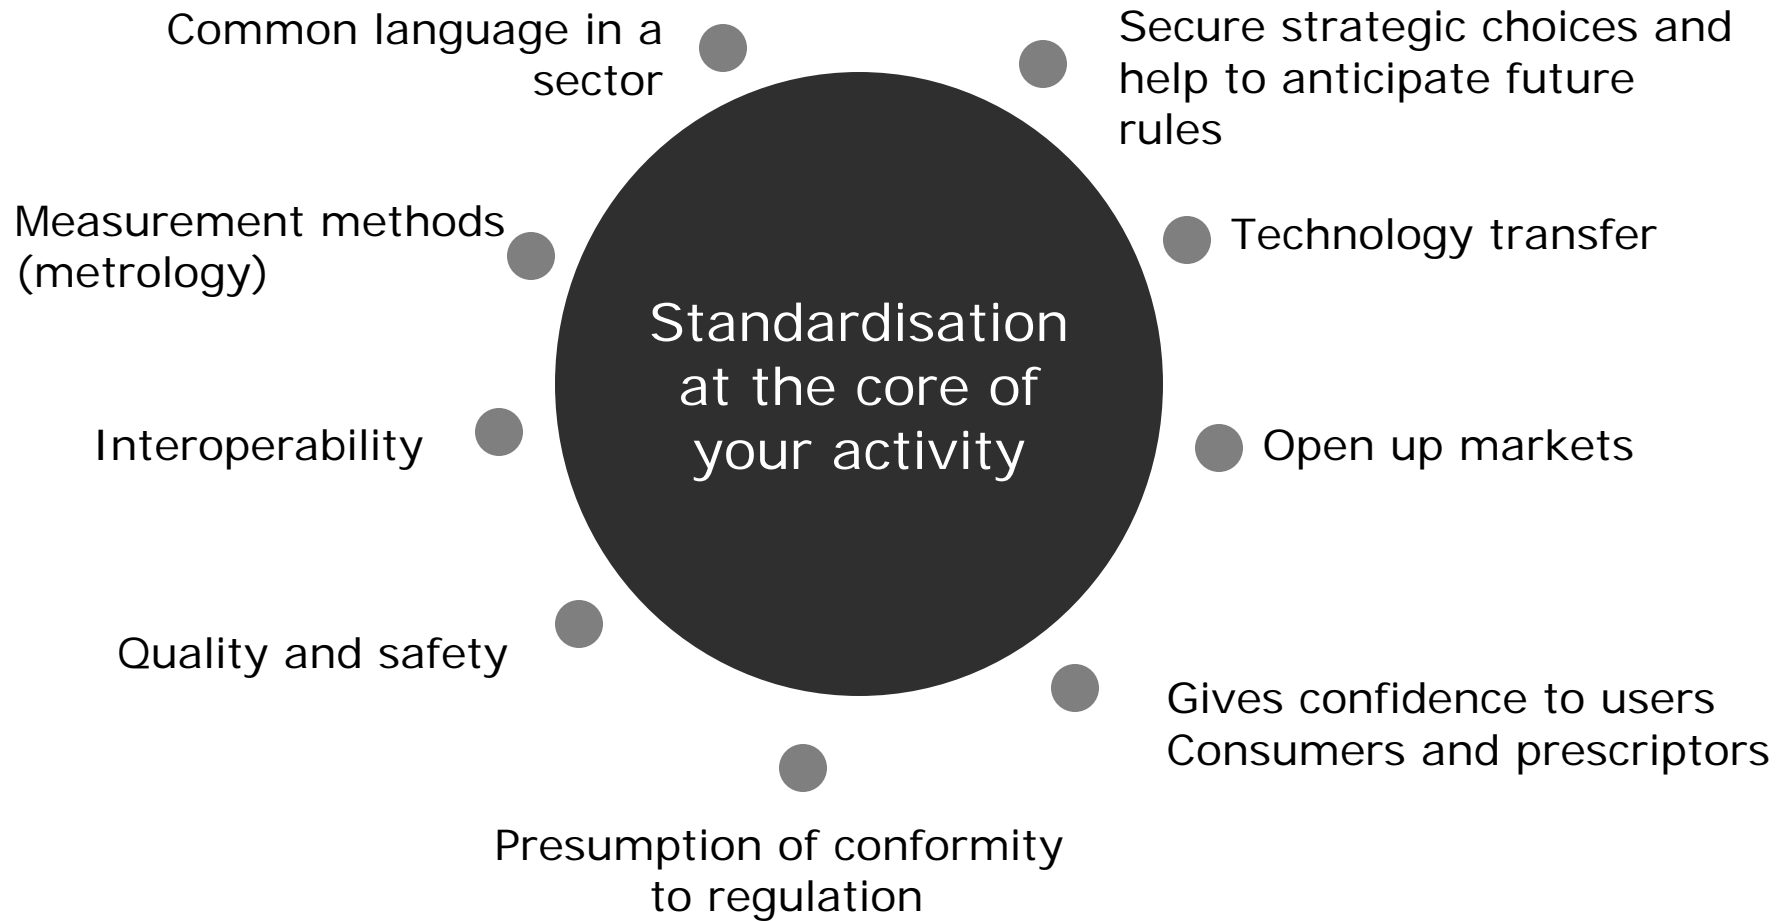 Common language in a
sector
Secure strategic choices and
help to anticipate future
rules
Measurement methods
(metrology)
Technology transfer
Standardisation
at the core of
your activity
Interoperability
Open up markets
Quality and safety
Gives confidence to users
Consumers and prescriptors
Presumption of conformity
to regulation